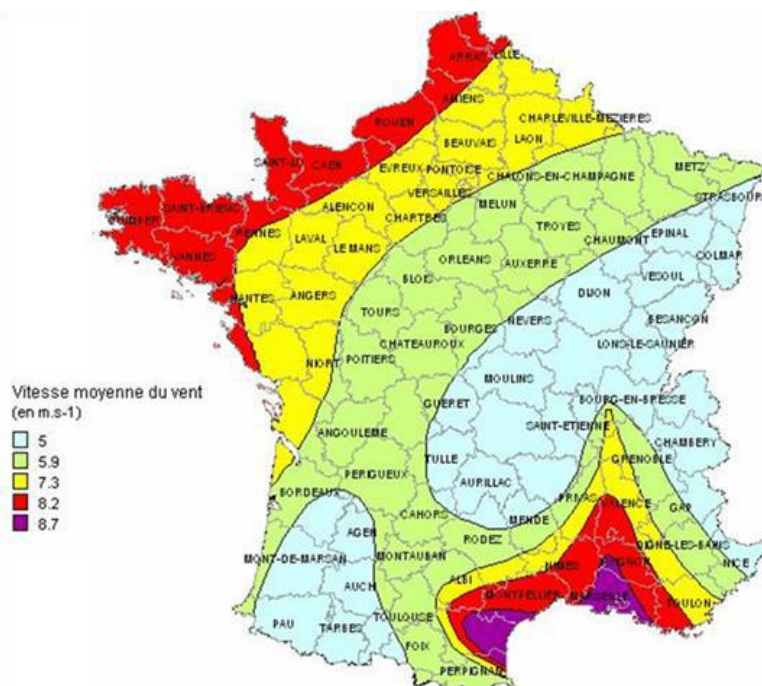 LILLE
ARRAS
AMIENS
ROUEN
CHARLEVILLE-MEZIERES
BEAUVAIS
LAON
SAINT-LO
CAEN
EVREUX
PONTOISE
METZ
CHALONS-EN-CHAMPAGNE
VERSAILLES
STRASBOURG
QUIMPER
SAINT-BRIEUC
ALENCON
MELUN
CHARTRES
RENNES
TROYES
EPINAL
LAVAL
LE MANS
CHAUMONT
VANNES
ORLEANS
AUXERRE
COLMAR
BLOIS
VESOUL
NANTES
ANGERS
DIJON
TOURS
BESANCON
BOURGES
NEVERS
CHATEAUROUX
LONS-LE-SAUNIER
NIORT
POITIERS
MOULINS
Vitesse moyenne du vent
(en m.s-1)
5
5.9
7.3
8.2
8.7
GUERET
BOURG-EN-BRESSE
SAINT-ETIENNE
ANGOULEME
CHAMBERY
TULLE
GRENOBLE
PERIGUEUX
AURILLAC
BORDEAUX
PRIVAS
VALENCE
GAP
CAHORS
MENDE
AGEN
RODEZ
DIGNE-LES-BAINS
MONT-DE-MARSAN
MONTAUBAN
NIMES
AVIGNON
NICE
ALBI
AUCH
MONTPELLIER
MARSEILLE
TOULON
TOULOUSE
PAU
TARBES
FOIX
PERPIGNAN